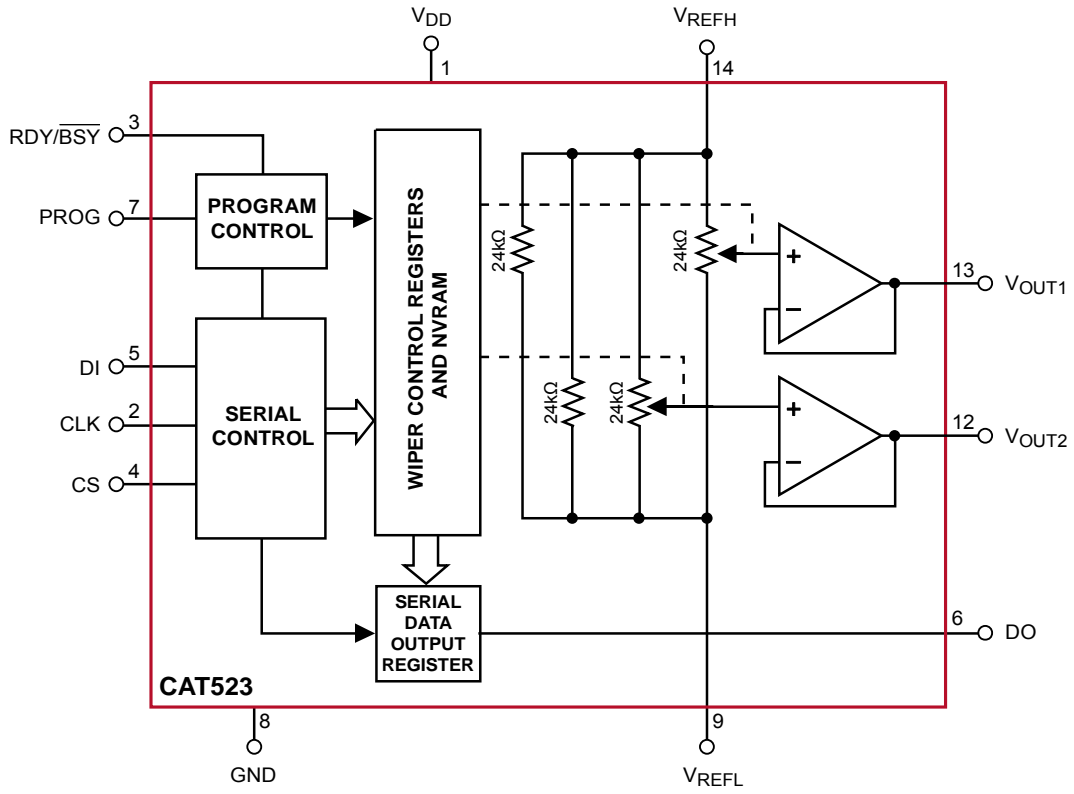 VDD
VREFH
1
14
3
RDY/BSY
7
PROG
PROGRAM
CONTROL
WIPER CONTROL REGISTERS
AND NVRAM
24kΩ
24kΩ
+
–
13
VOUT1
5
DI
2
CLK
4
CS
SERIAL
CONTROL
24kΩ
24kΩ
+
–
12
VOUT2
SERIAL
DATA
OUTPUT
REGISTER
6
DO
CAT523
8
GND
9
VREFL